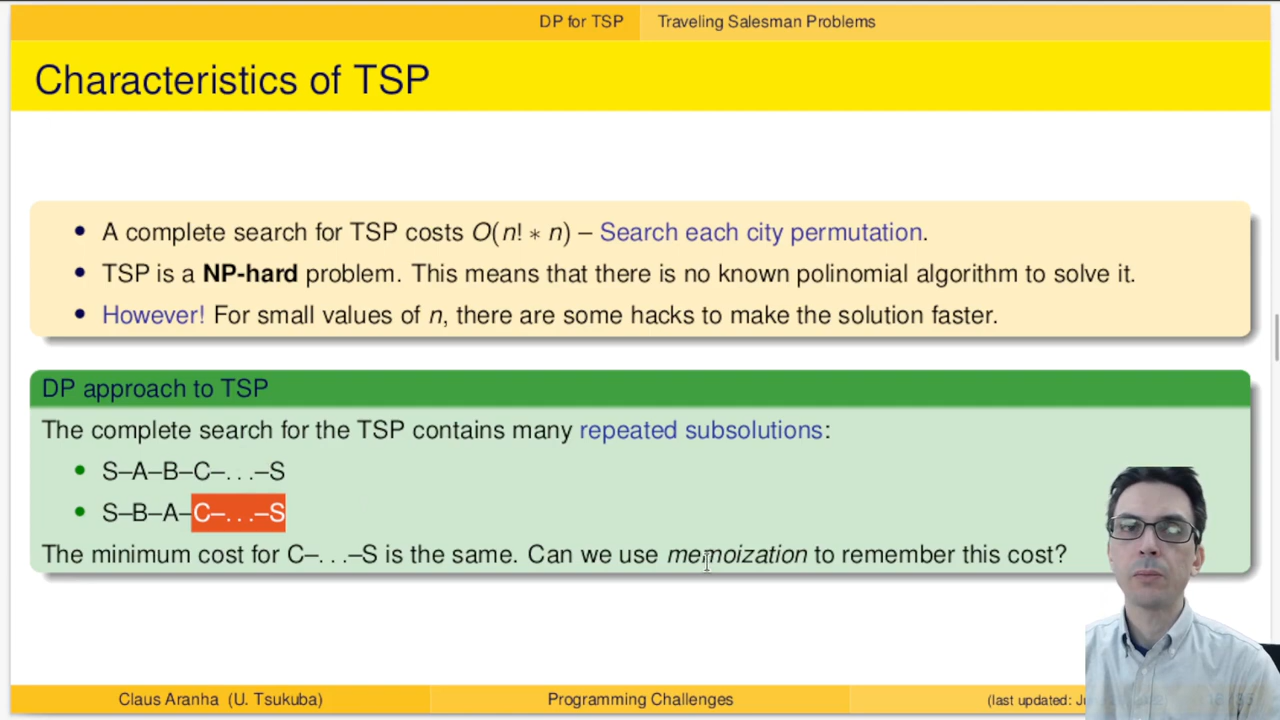 DP for TSP Traveling Salesman Problems
Characteristics of TSP
• A complete search for TSP costs O(n! ∗ n) – Search each city permutation.
• TSP is a NP-hard problem. This means that there is no known polinomial algorithm to solve it.
• However! For small values of n, there are some hacks to make the solution faster.
DP approach to TSP
The complete search for the TSP contains many repeated subsolutions:
• S–A–B–C–. . .–S
• S–B–A–C–. . .–S
The minimum cost for C–. . .–S is the same. Can we use memoization to remember this cost?
Claus Aranha (U. Tsukuba) Programming Challenges (last updated: